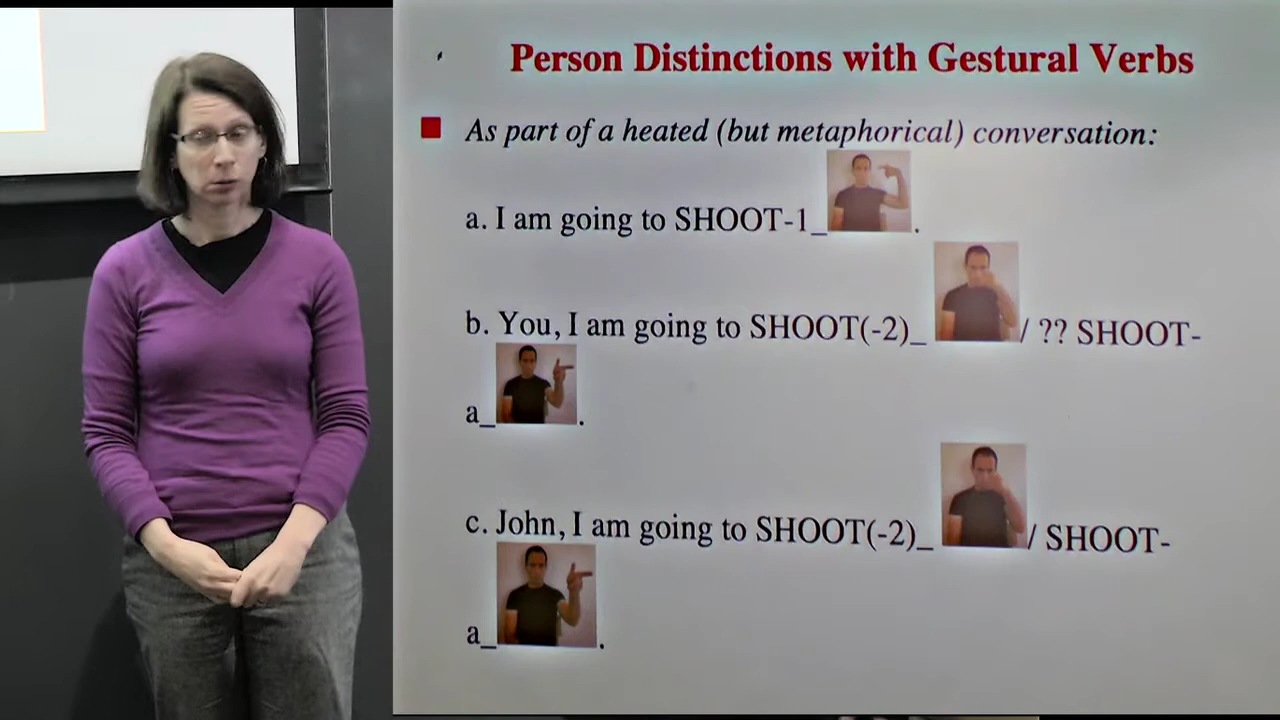 Person Distinctions with Gestural Verbs
As part of a heated (but metaphorical) conversation:
a. I am going to SHOOT-1_ .
b. You, I am going to SHOOT(-2)_ / ?? SHOOT-
a_ .
c. John, I am going to SHOOT(-2)_ / SHOOT-
a_ .